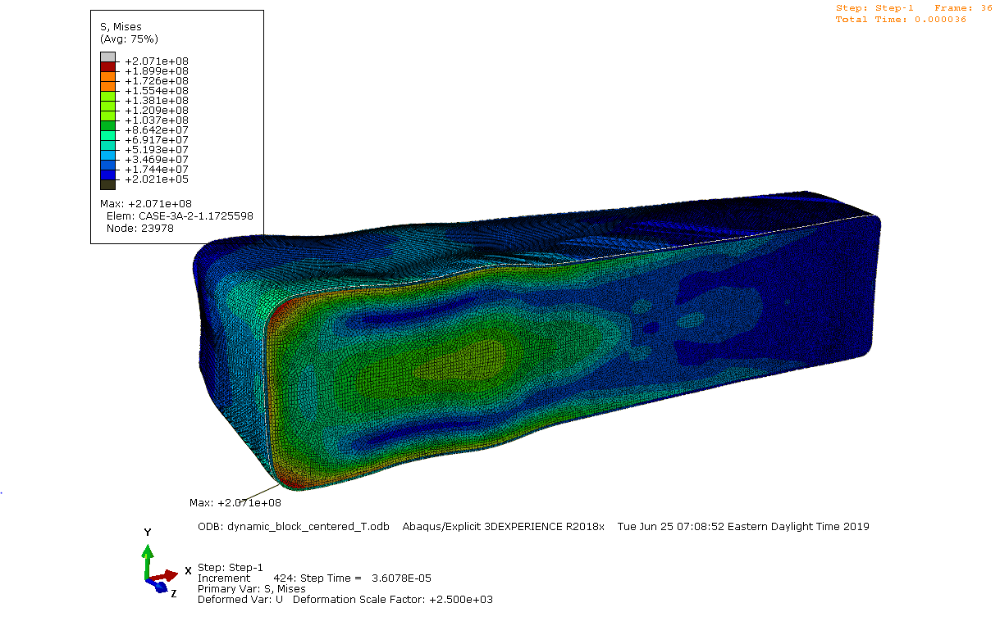 Step: Step-1 Frame: 36
Total Time: 0.000036
S, Mises
(Avg: 75%)
+2.071e+08
+1.899e+08
+1.726e+08
+1.554e+08
+1.381e+08
+1.209e+08
+1.037e+08
+8.642e+07
+6.917e+07
+5.193e+07
+3.469e+07
+1.744e+07
+2.021e+05
Max: +2.071e+08
Elem: CASE-3A-2-1.1725598
Node: 23978
Max: +2.071e+08
ODB: dynamic_block_centered_T.odb Abaqus/Explicit 3DEXPERIENCE R2018x Tue Jun 25 07:08:52 Eastern Daylight Time 2019
Y
X
Z
Step: Step-1
Increment 424: Step Time = 3.6078E-05
Primary Var: S, Mises
Deformed Var: U Deformation Scale Factor: +2.500e+03